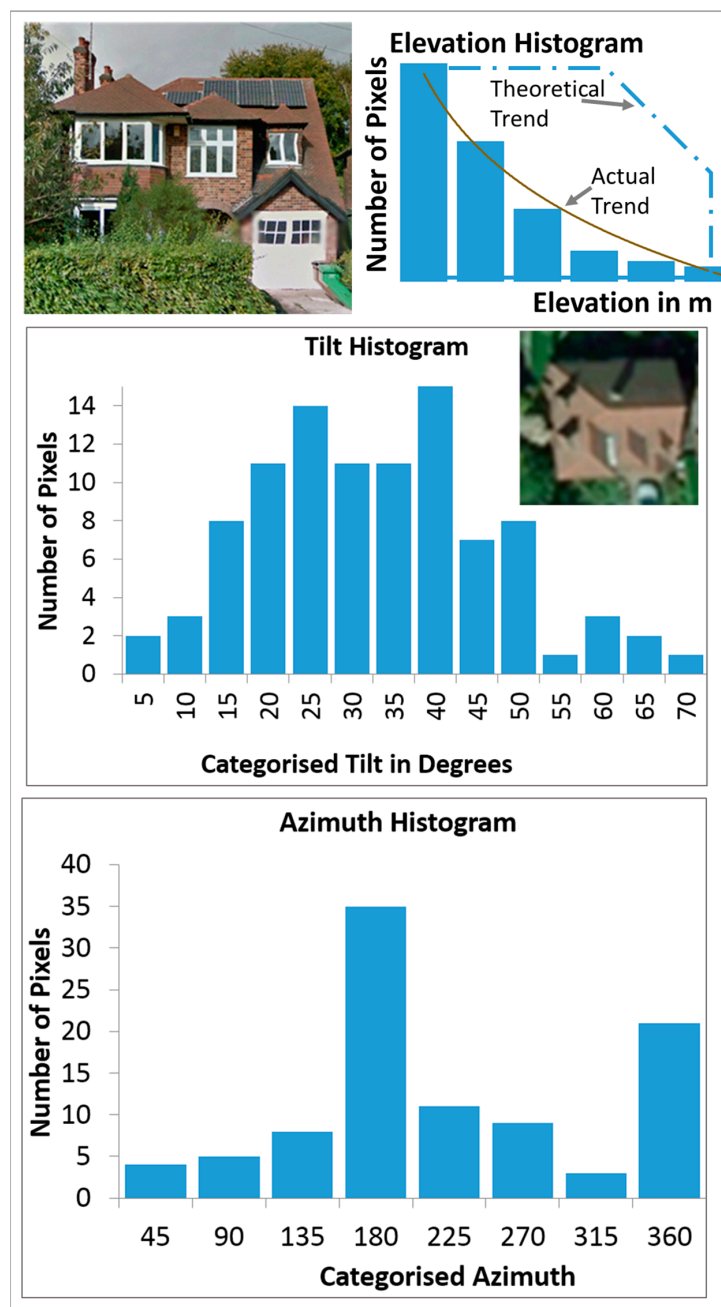 Elevation Histogram
Number of Pixels
Theoretical
Trend
Actual
Trend
Elevation in m
Tilt Histogram
Number of Pixels
14
12
10
8
6
4
2
0
5 10 15 20 25 30 35 40 45 50 55 60 65 70
Categorised Tilt in Degrees
Azimuth Histogram
Number of Pixels
40
35
30
25
20
15
10
5
0
45 90 135 180 225 270 315 360
Categorised Azimuth